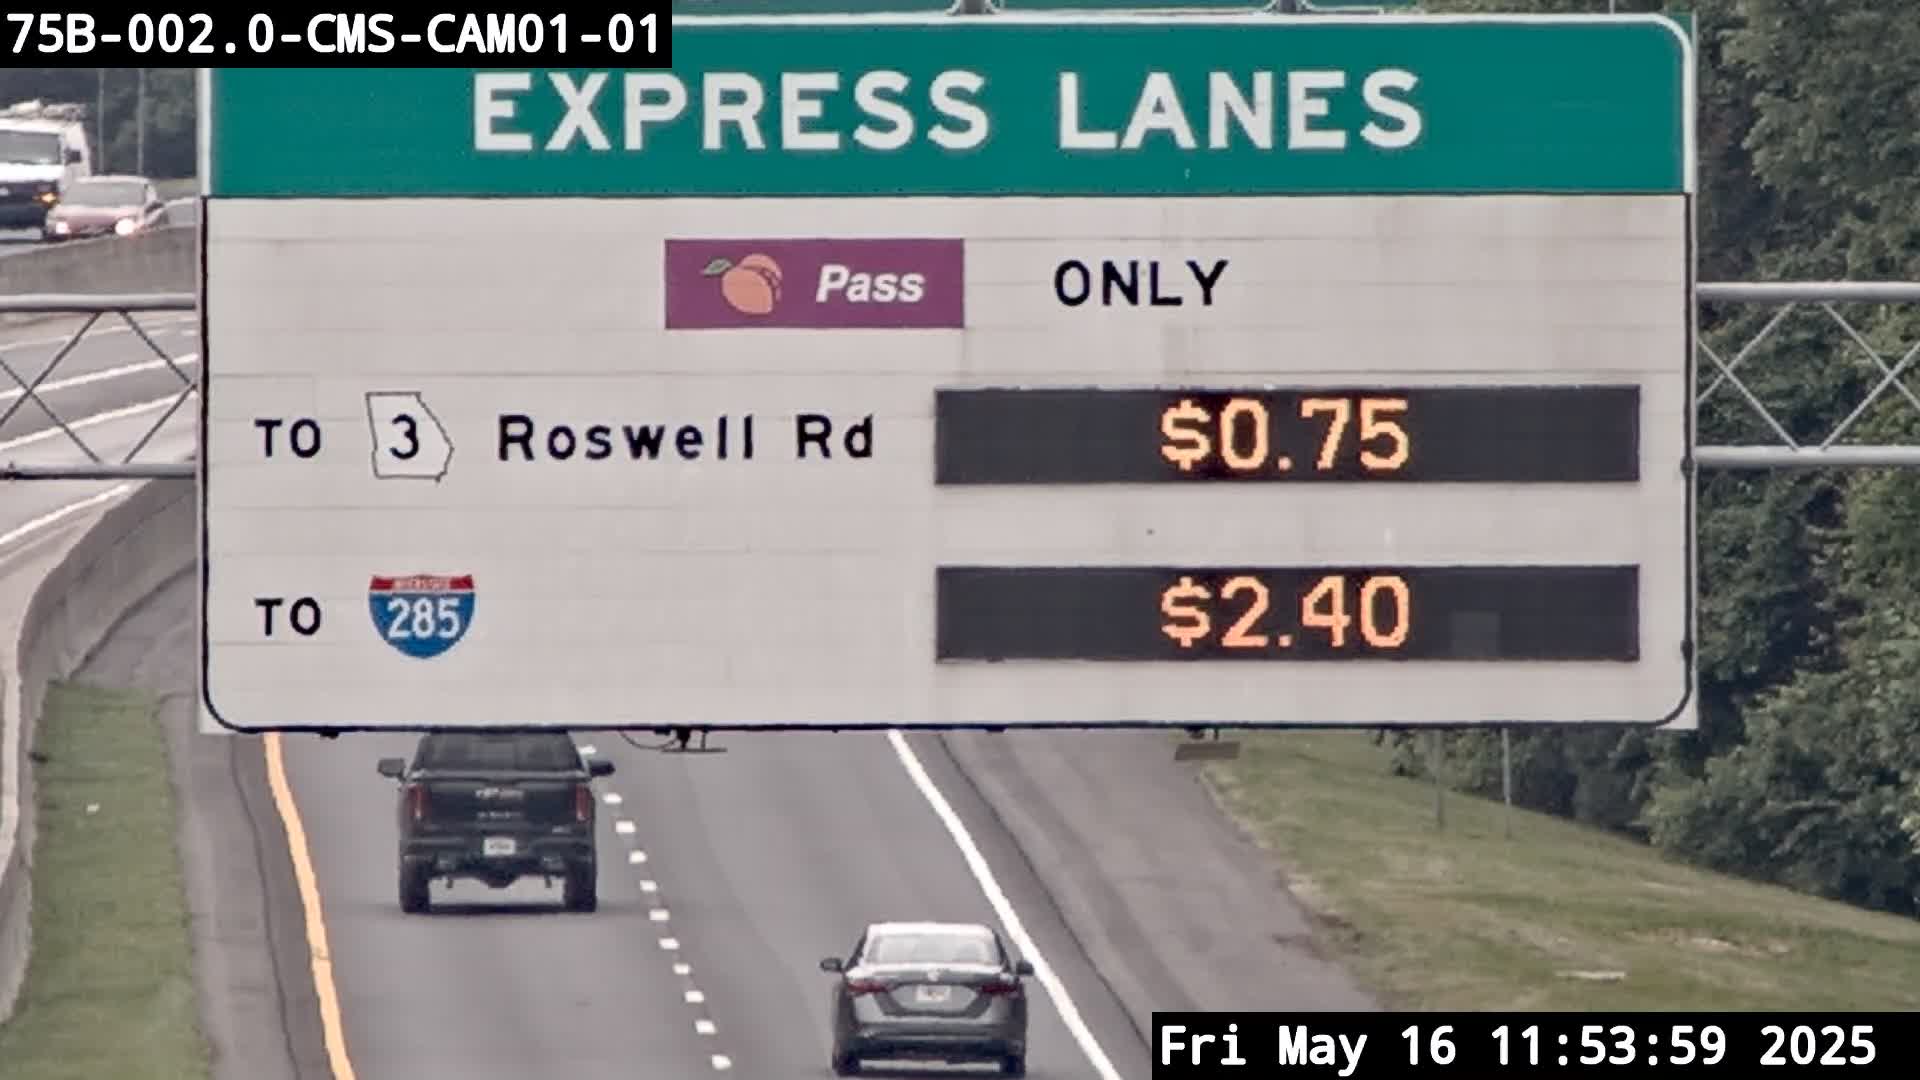 75B-002.0-CMS-CAM01-01
EXPRESS LANES
Pass ONLY
TO 3 Roswell Rd $0.75
INTERSTATE
TO 285 $2.40
Fri May 16 11:53:59 2025